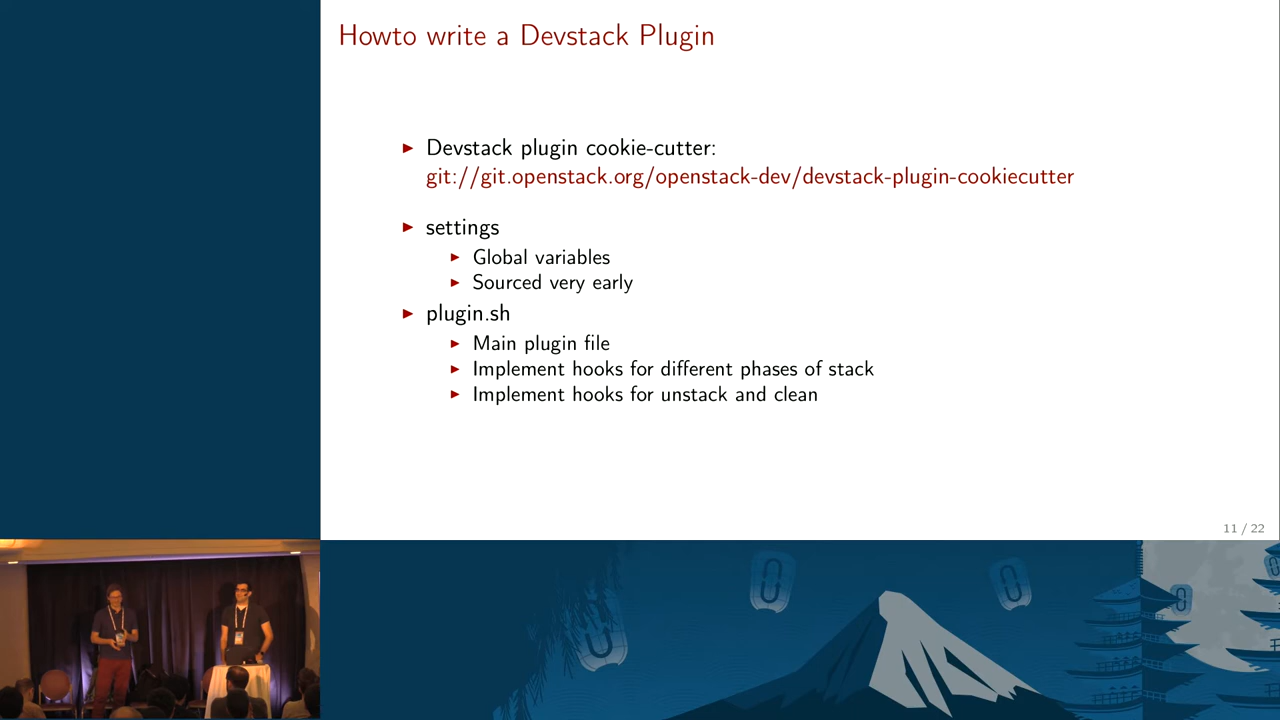 Howto write a Devstack Plugin
▶ Devstack plugin cookie-cutter:
git://git.openstack.org/openstack-dev/devstack-plugin-cookiecutter
▶ settings
▶ Global variables
▶ Sourced very early
▶ plugin.sh
▶ Main plugin file
▶ Implement hooks for different phases of stack
▶ Implement hooks for unstack and clean
11 / 22